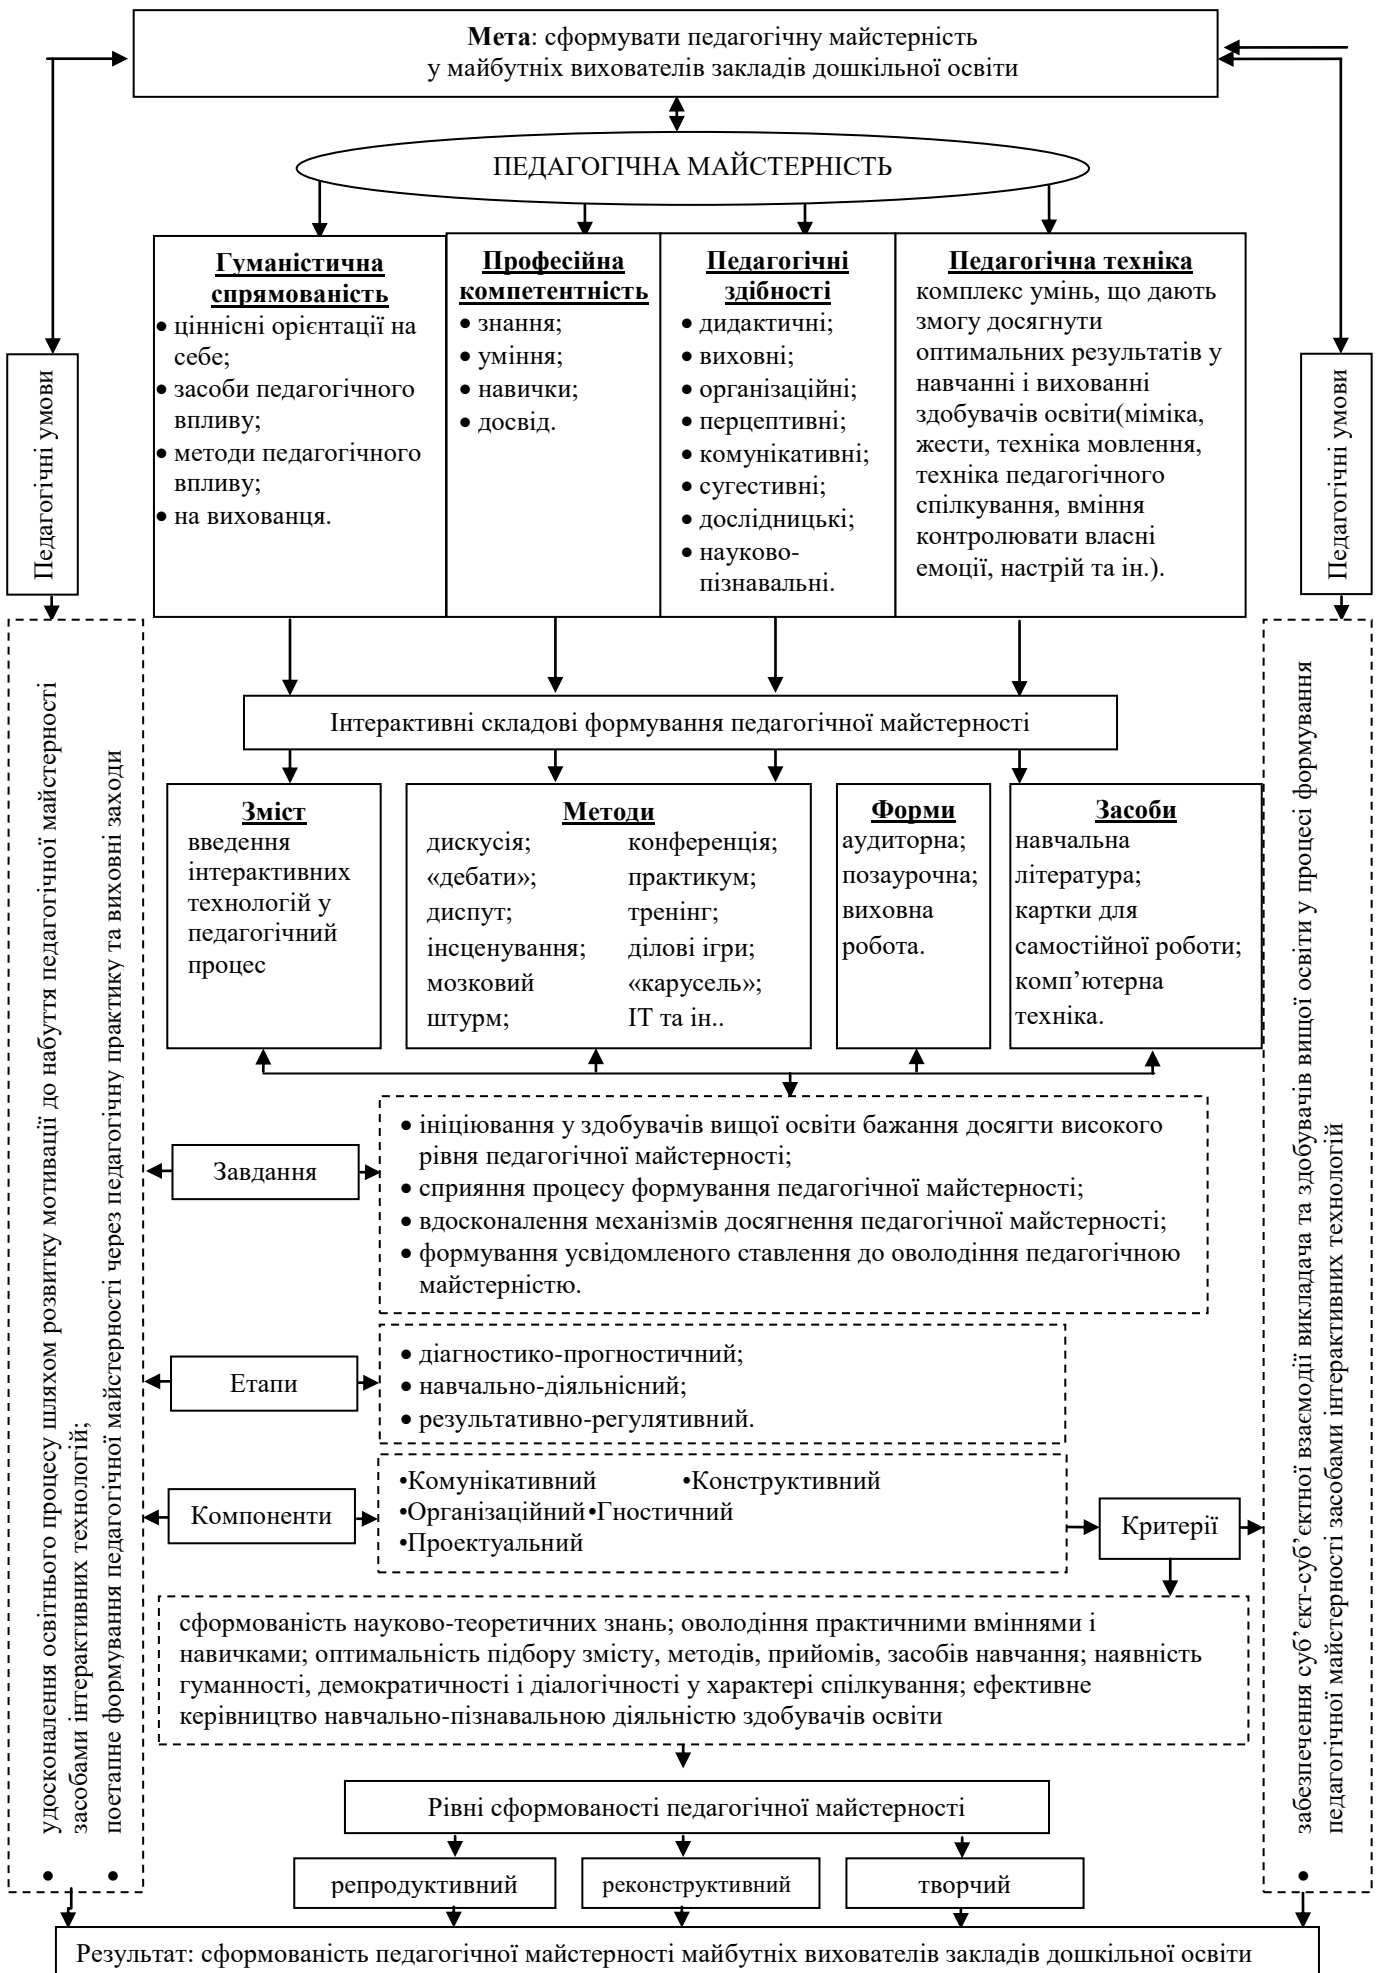 Мета: сформувати педагогічну майстерність
у майбутніх вихователів закладів дошкільної освіти
ПЕДАГОГІЧНА МАЙСТЕРНІСТЬ
Гуманістична
спрямованість
• ціннісні орієнтації на
себе;
• засоби педагогічного
впливу;
• методи педагогічного
впливу;
• на вихованця.
Професійна
компетентність
• знання;
• уміння;
• навички;
• досвід.
Педагогічні
здібності
• дидактичні;
• виховні;
• організаційні;
• перцептивні;
• комунікативні;
• сугестивні;
• дослідницькі;
• науково-
пізнавальні.
Педагогічна техніка
комплекс умінь, що дають
змогу досягнути
оптимальних результатів у
навчанні і вихованні
здобувачів освіти(міміка,
жести, техніка мовлення,
техніка педагогічного
спілкування, вміння
контролювати власні
емоції, настрій та ін.).
Педагогічні умови
Педагогічні умови
• удосконалення освітнього процесу шляхом розвитку мотивації до набуття педагогічної майстерності
засобами інтерактивних технологій;
• поетапне формування педагогічної майстерності через педагогічну практику та виховні заходи
• забезпечення суб’єкт-суб’єктної взаємодії викладача та здобувачів вищої освіти у процесі формування
педагогічної майстерності засобами інтерактивних технологій
Інтерактивні складові формування педагогічної майстерності
Зміст
введення
інтерактивних
технологій у
педагогічний
процес
Методи
дискусія;
«дебати»;
диспут;
інсценування;
мозковий
штурм;
конференція;
практикум;
тренінг;
ділові ігри;
«карусель»;
ІТ та ін..
Форми
аудиторна;
позаурочна;
виховна
робота.
Засоби
навчальна
література;
картки для
самостійної роботи;
комп’ютерна
техніка.
Завдання
• ініціювання у здобувачів вищої освіти бажання досягти високого
рівня педагогічної майстерності;
• сприяння процесу формування педагогічної майстерності;
• вдосконалення механізмів досягнення педагогічної майстерності;
• формування усвідомленого ставлення до оволодіння педагогічною
майстерністю.
Етапи
• діагностико-прогностичний;
• навчально-діяльнісний;
• результативно-регулятивний.
Компоненти
•Комунікативний •Конструктивний
•Організаційний•Гностичний
•Проектуальний
Критерії
сформованість науково-теоретичних знань; оволодіння практичними вміннями і
навичками; оптимальність підбору змісту, методів, прийомів, засобів навчання; наявність
гуманності, демократичності і діалогічності у характері спілкування; ефективне
керівництво навчально-пізнавальною діяльністю здобувачів освіти
Рівні сформованості педагогічної майстерності
репродуктивний
реконструктивний
творчий
Результат: сформованість педагогічної майстерності майбутніх вихователів закладів дошкільної освіти